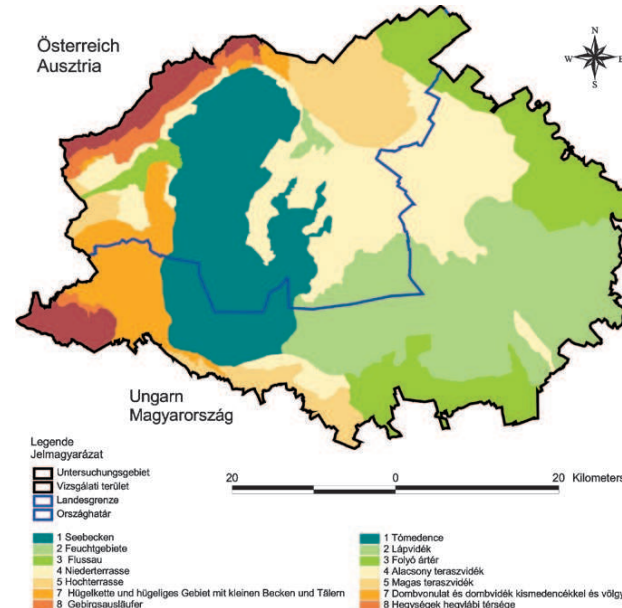 Österreich
Ausztria
N
W E
S
Ungarn
Magyarország
Legende
Jelmagyarázat
Untersuchungsgebiet
Vizsgálati terület
Landesgrenze
Országhatár
20 0 20 Kilometers
1 Seebecken
2 Feuchtgebiete
3 Flussau
4 Niederterrasse
5 Hochterrasse
7 Hügelkette und hügeliges Gebiet mit kleinen Becken und Tälern
8 Gebirgsausläufer
1 Tómedence
2 Lápvidék
3 Folyó ártér
4 Alacsony teraszvidék
5 Magas teraszvidék
7 Dombvonulat és dombvidék kismedencékkel és völgy
8 Hegységek hegylábi térsége